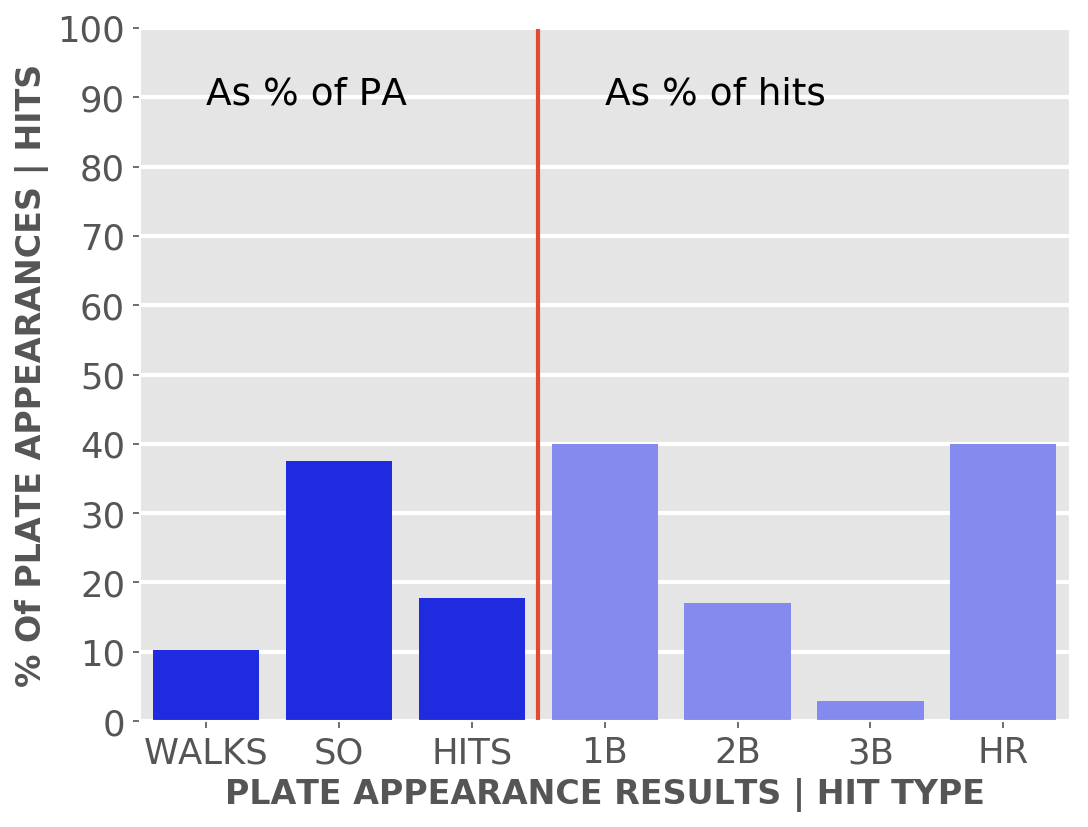 % Of PLATE APPEARANCES | HITS
100
90
80
70
60
50
40
30
20
10
0
As % of PA
As % of hits
WALKS SO HITS 1B 2B 3B HR
PLATE APPEARANCE RESULTS | HIT TYPE